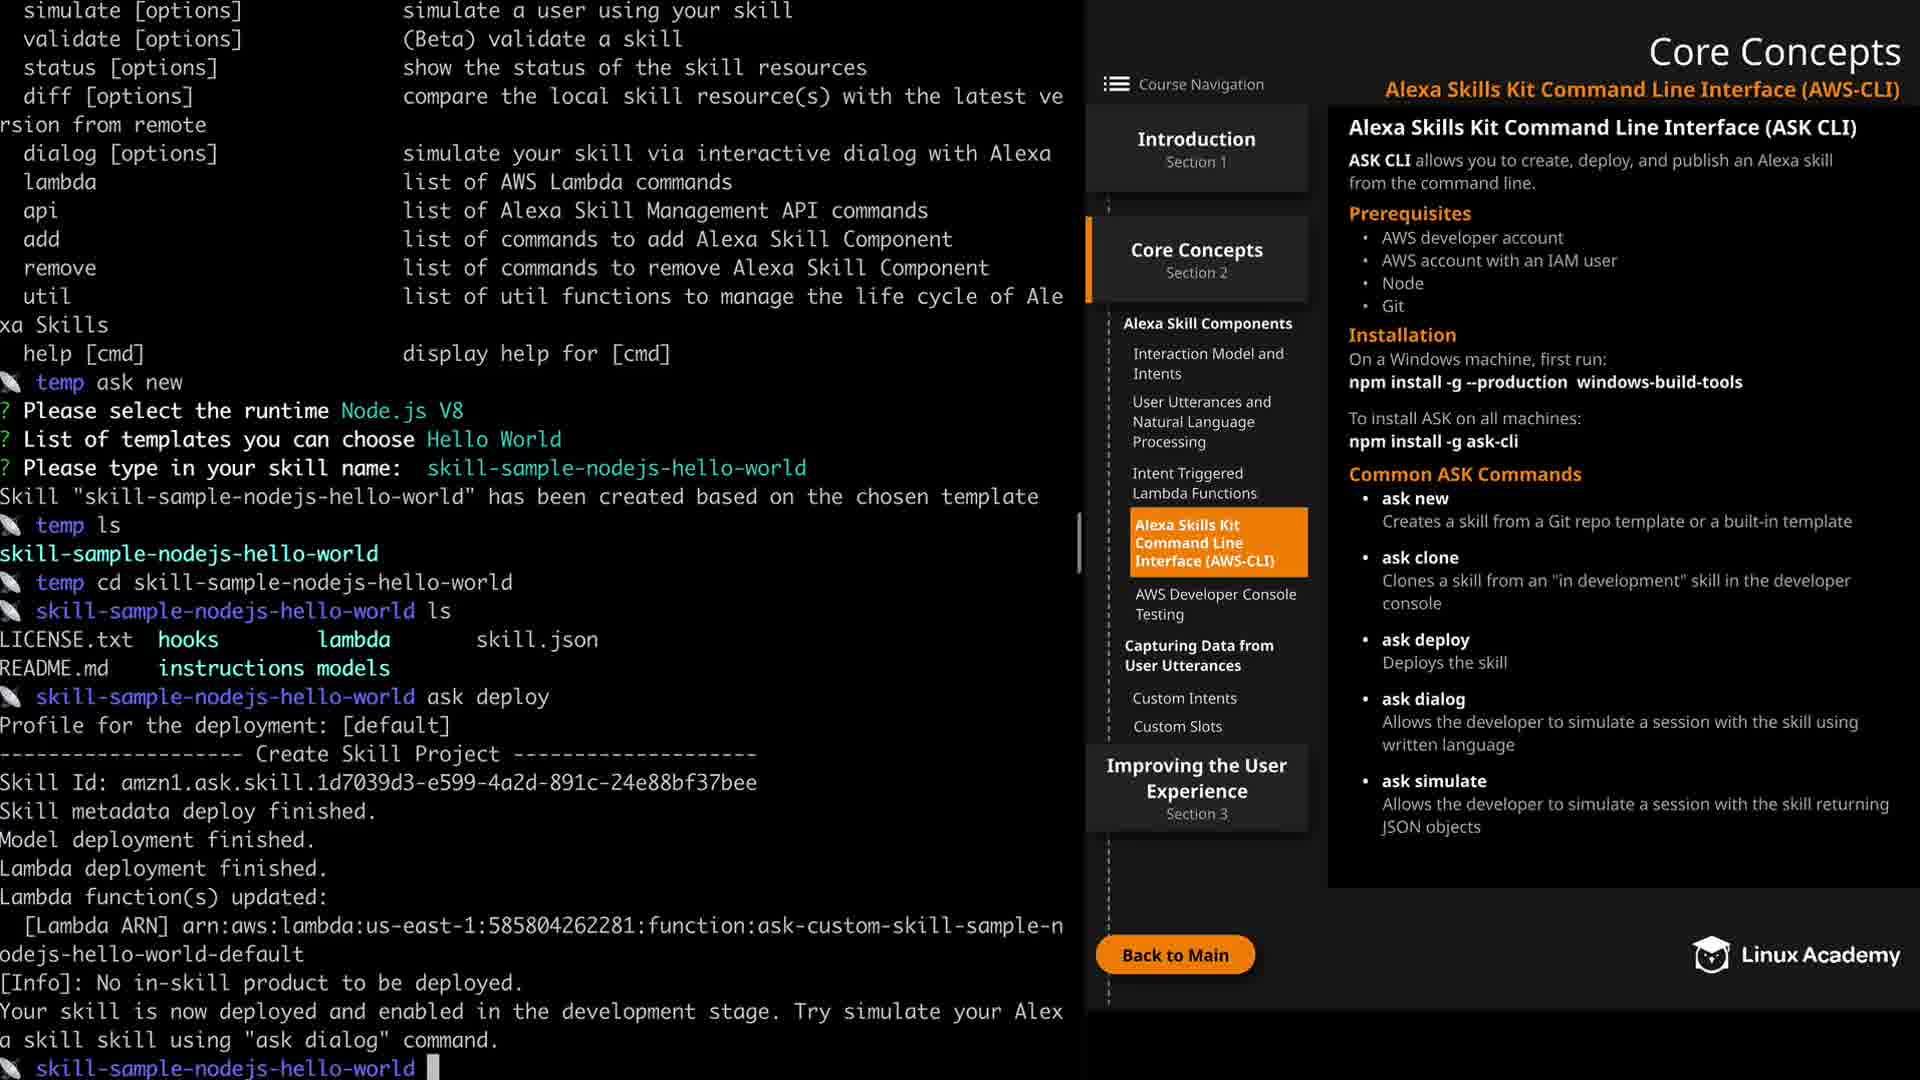 simulate [options] simulate a user using your skill
validate [options] (Beta) validate a skill
status [options] show the status of the skill resources
diff [options] compare the local skill resource(s) with the latest ve
rsion from remote
dialog [options] simulate your skill via interactive dialog with Alexa
lambda list of AWS Lambda commands
api list of Alexa Skill Management API commands
add list of commands to add Alexa Skill Component
remove list of commands to remove Alexa Skill Component
util list of util functions to manage the life cycle of Ale
xa Skills
help [cmd] display help for [cmd]
temp ask new
? Please select the runtime Node.js V8
? List of templates you can choose Hello World
? Please type in your skill name: skill-sample-nodejs-hello-world
Skill "skill-sample-nodejs-hello-world" has been created based on the chosen template
temp ls
skill-sample-nodejs-hello-world
temp cd skill-sample-nodejs-hello-world
skill-sample-nodejs-hello-world ls
LICENSE.txt hooks lambda skill.json
README.md instructions models
skill-sample-nodejs-hello-world ask deploy
Profile for the deployment: [default]
-------------------- Create Skill Project --------------------
Skill Id: amzn1.ask.skill.1d7039d3-e599-4a2d-891c-24e88bf37bee
Skill metadata deploy finished.
Model deployment finished.
Lambda deployment finished.
Lambda function(s) updated:
[Lambda ARN] arn:aws:lambda:us-east-1:585804262281:function:ask-custom-skill-sample-n
odejs-hello-world-default
[Info]: No in-skill product to be deployed.
Your skill is now deployed and enabled in the development stage. Try simulate your Alex
a skill skill using "ask dialog" command.
skill-sample-nodejs-hello-world
Core Concepts
Alexa Skills Kit Command Line Interface (AWS-CLI)
Course Navigation
Introduction
Section 1
Core Concepts
Section 2
Alexa Skill Components
Interaction Model and
Intents
User Utterances and
Natural Language
Processing
Intent Triggered
Lambda Functions
Alexa Skills Kit
Command Line
Interface (AWS-CLI)
AWS Developer Console
Testing
Capturing Data from
User Utterances
Custom Intents
Custom Slots
Improving the User
Experience
Section 3
Back to Main
Alexa Skills Kit Command Line Interface (ASK CLI)
ASK CLI allows you to create, deploy, and publish an Alexa skill
from the command line.
Prerequisites
• AWS developer account
• AWS account with an IAM user
• Node
• Git
Installation
On a Windows machine, first run:
npm install -g --production windows-build-tools
To install ASK on all machines:
npm install -g ask-cli
Common ASK Commands
• ask new
Creates a skill from a Git repo template or a built-in template
• ask clone
Clones a skill from an "in development" skill in the developer
console
• ask deploy
Deploys the skill
• ask dialog
Allows the developer to simulate a session with the skill using
written language
• ask simulate
Allows the developer to simulate a session with the skill returning
JSON objects
Linux Academy